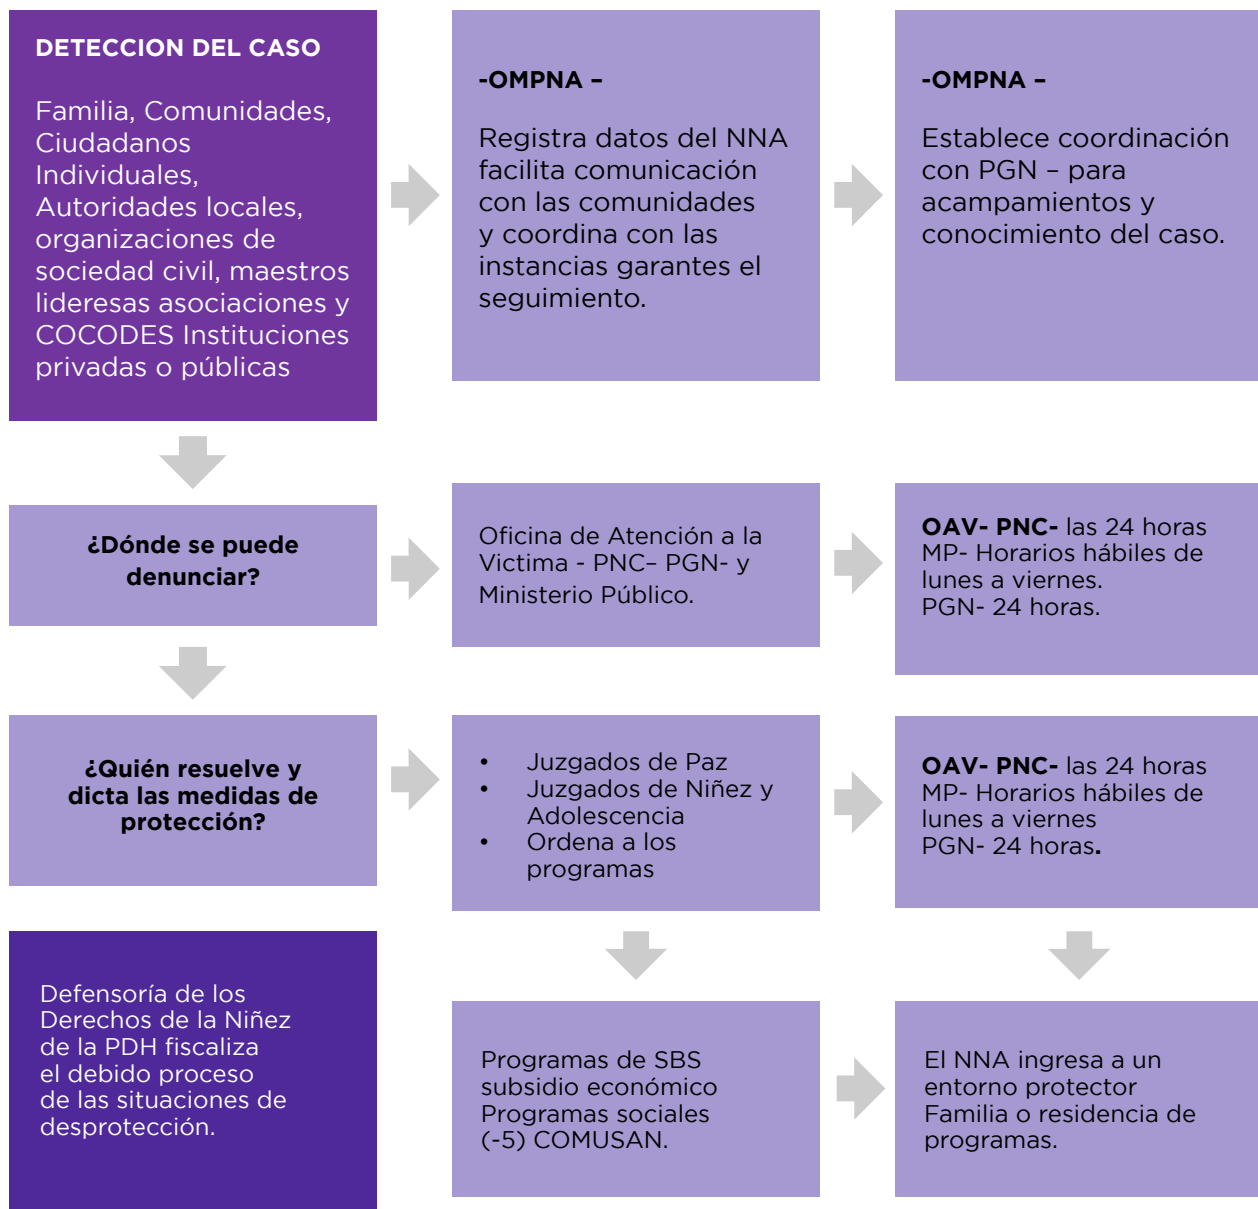 DETECCION DEL CASO
Familia, Comunidades,
Ciudadanos
Individuales,
Autoridades locales,
organizaciones de
sociedad civil, maestros
lideresas asociaciones y
COCODES Instituciones
privadas o públicas
-OMPNA –
Registra datos del NNA
facilita comunicación
con las comunidades
y coordina con las
instancias garantes el
seguimiento.
-OMPNA –
Establece coordinación
con PGN – para
acampamientos y
conocimiento del caso.
¿Dónde se puede
denunciar?
Oficina de Atención a la
Victima - PNC– PGN- y
Ministerio Público.
OAV- PNC- las 24 horas
MP- Horarios hábiles de
lunes a viernes.
PGN- 24 horas.
¿Quién resuelve y
dicta las medidas de
protección?
• Juzgados de Paz
• Juzgados de Niñez y
Adolescencia
• Ordena a los
programas
OAV- PNC- las 24 horas
MP- Horarios hábiles de
lunes a viernes
PGN- 24 horas.
Defensoría de los
Derechos de la Niñez
de la PDH fiscaliza
el debido proceso
de las situaciones de
desprotección.
Programas de SBS
subsidio económico
Programas sociales
(-5) COMUSAN.
El NNA ingresa a un
entorno protector
Familia o residencia de
programas.